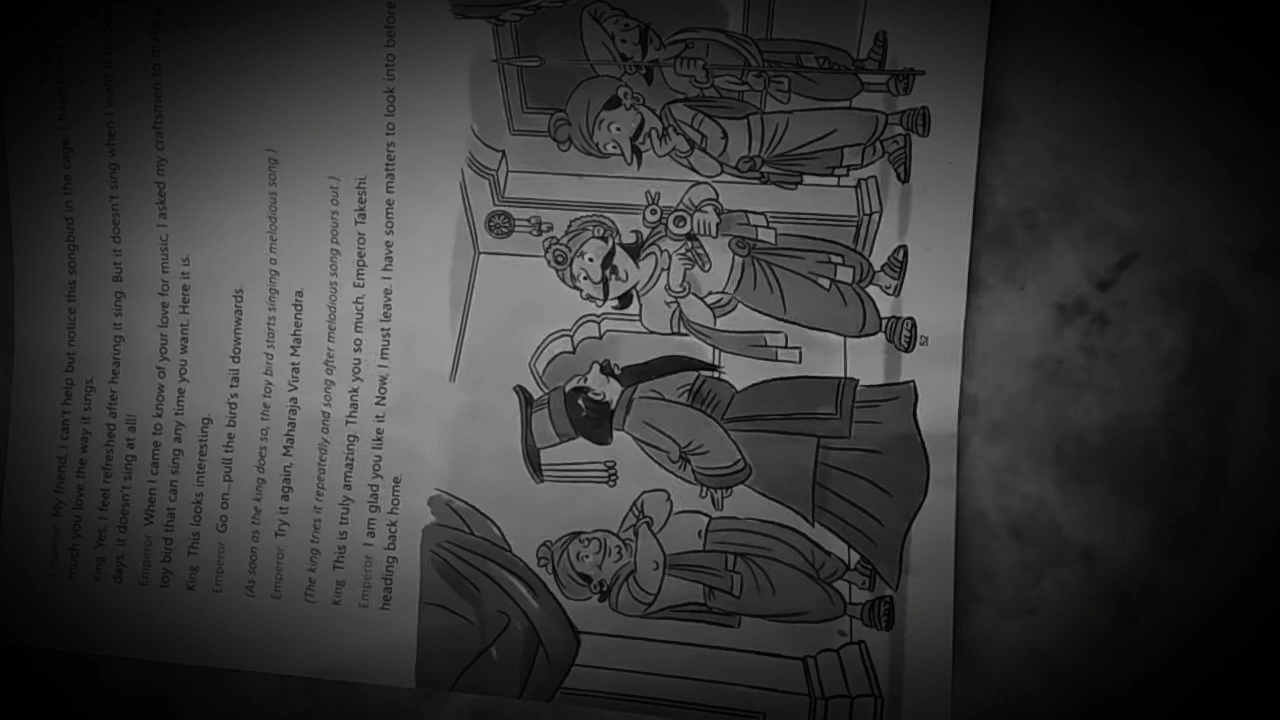 Emperor My friend, I can't help but notice this songbird in the cage. I have
much you love the way it sings.
King Yes, I feel refreshed after hearing it sing. But it doesn't sing when I want it to
days, it doesn't sing at all!
Emperor When I came to know of your love for music, I asked my craftsmen to make a
toy bird that can sing any time you want. Here it is.
King This looks interesting.
Emperor Go on...pull the bird's tail downwards.
(As soon as the king does so, the toy bird starts singing a melodious song.)
Emperor Try it again, Maharaja Virat Mahendra.
(The king tries it repeatedly and song after melodious song pours out.)
King This is truly amazing. Thank you so much, Emperor Takeshi.
Emperor I am glad you like it. Now, I must leave. I have some matters to look into before
heading back home.
52